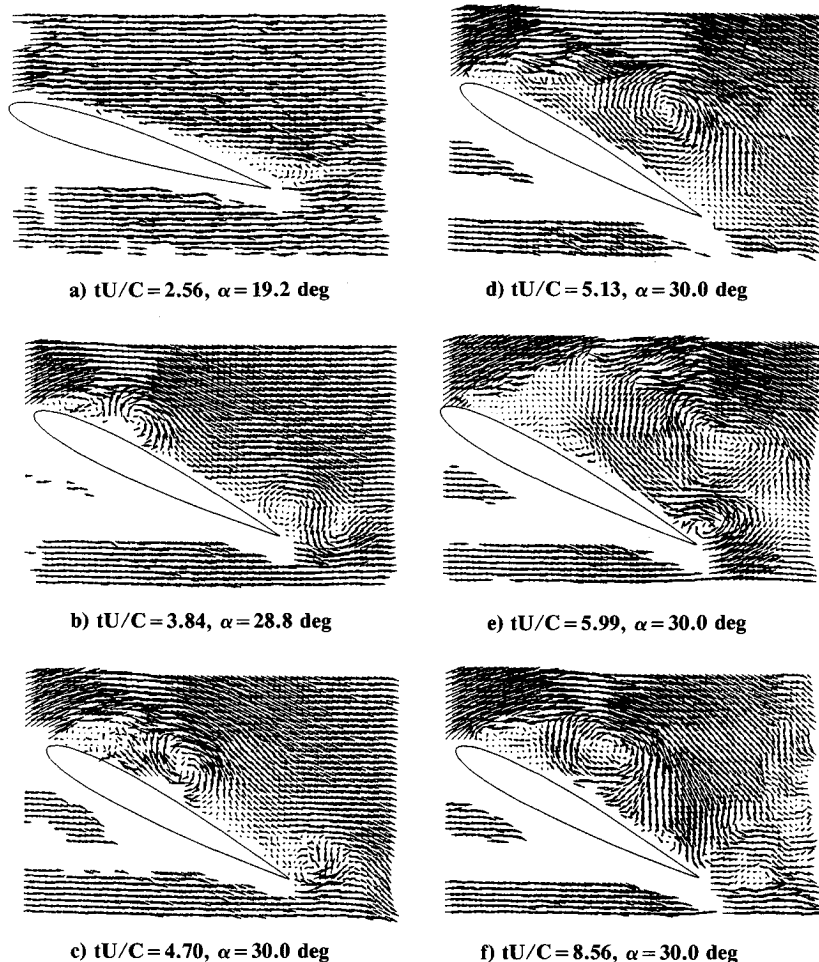 a) tU/C = 2.56, α = 19.2 deg
b) tU/C = 3.84, α = 28.8 deg
c) tU/C = 4.70, α = 30.0 deg
d) tU/C = 5.13, α = 30.0 deg
e) tU/C = 5.99, α = 30.0 deg
f) tU/C = 8.56, α = 30.0 deg